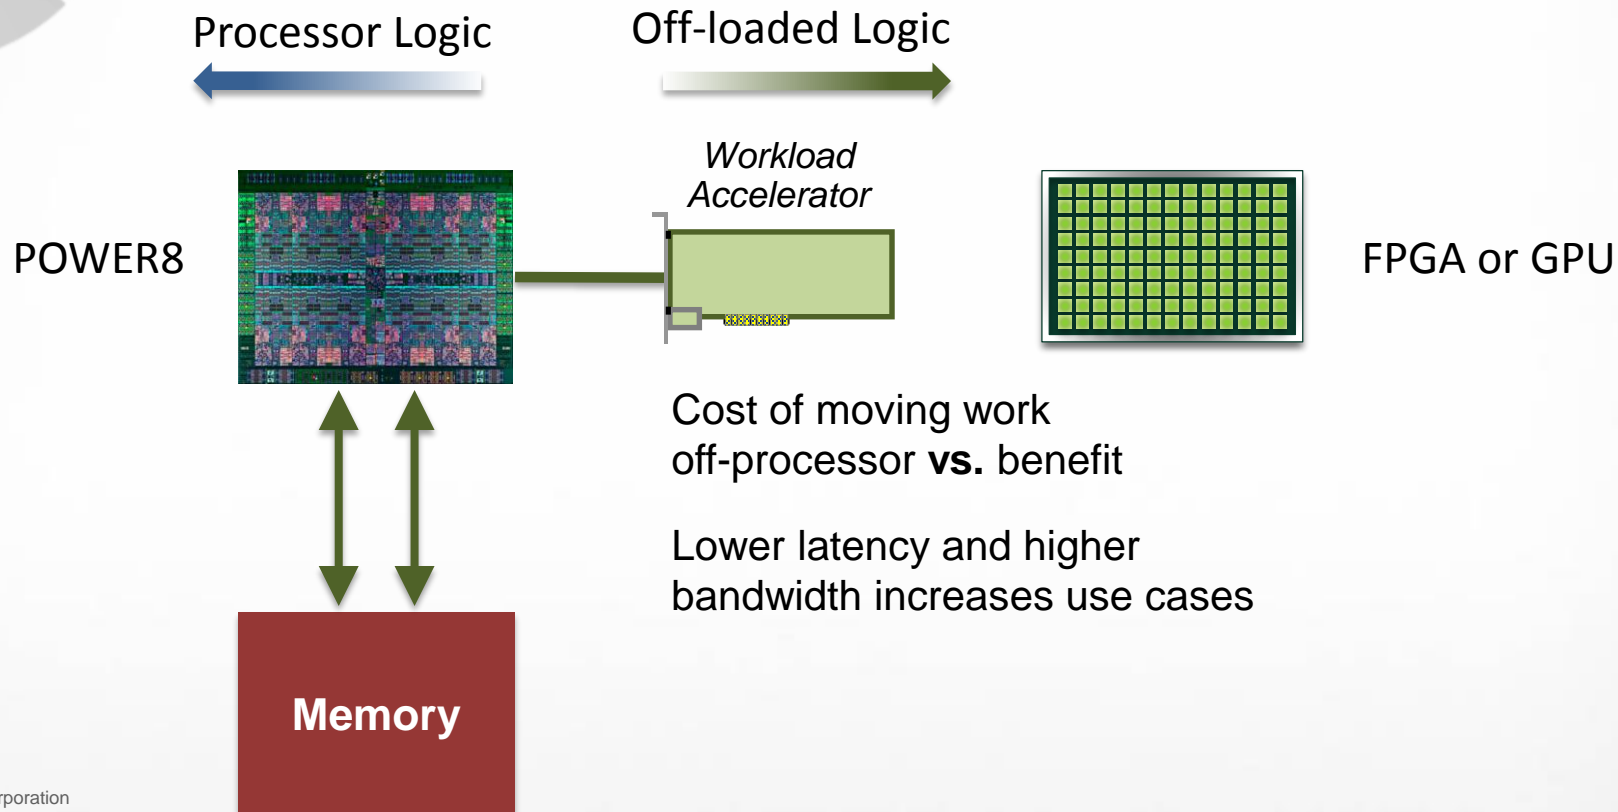 Processor Logic
Off-loaded Logic
Workload
Accelerator
POWER8
FPGA or GPU
Cost of moving work
off-processor vs. benefit
Lower latency and higher
bandwidth increases use cases
Memory
rporation